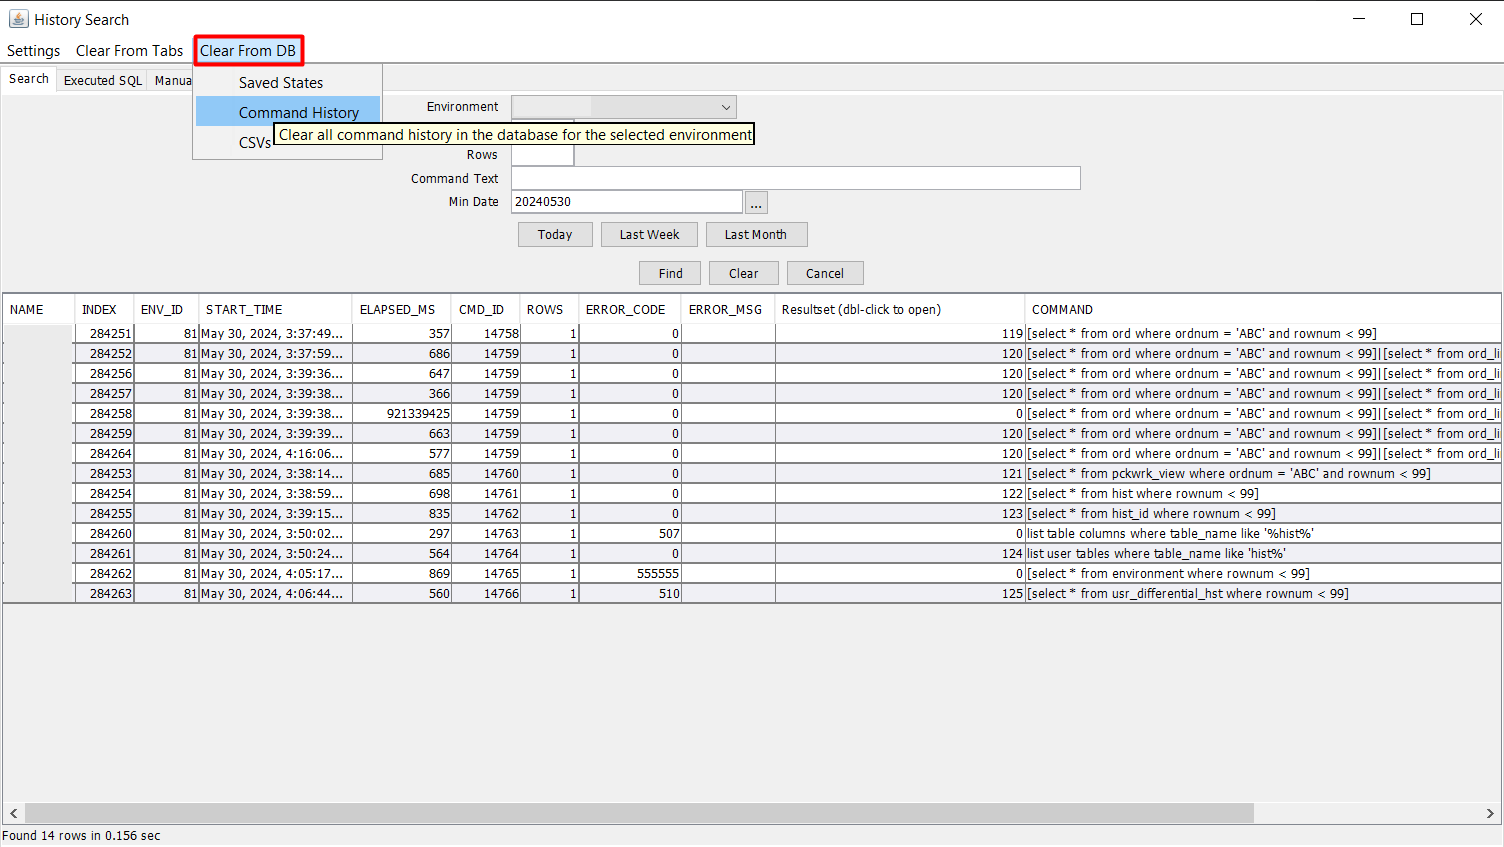 History Search
Settings Clear From Tabs Clear From DB
Search Executed SQL Manua
Saved States
Command History
CSVs
Clear all command history in the database for the selected environment
Environment
Rows
Command Text
Min Date 20240530 ...
Today Last Week Last Month
Find Clear Cancel
NAME INDEX ENV_ID START_TIME ELAPSED_MS CMD_ID ROWS ERROR_CODE ERROR_MSG Resultset (dbl-click to open) COMMAND
284251 81 May 30, 2024, 3:37:49... 357 14758 1 0 119 [select * from ord where ordnum = 'ABC' and rownum < 99]
284252 81 May 30, 2024, 3:37:59... 686 14759 1 0 120 [select * from ord where ordnum = 'ABC' and rownum < 99]|[select * from ord_li
284256 81 May 30, 2024, 3:39:36... 647 14759 1 0 120 [select * from ord where ordnum = 'ABC' and rownum < 99]|[select * from ord_li
284257 81 May 30, 2024, 3:39:38... 366 14759 1 0 120 [select * from ord where ordnum = 'ABC' and rownum < 99]|[select * from ord_li
284258 81 May 30, 2024, 3:39:38... 921339425 14759 1 0 0 [select * from ord where ordnum = 'ABC' and rownum < 99]|[select * from ord_li
284259 81 May 30, 2024, 3:39:39... 663 14759 1 0 120 [select * from ord where ordnum = 'ABC' and rownum < 99]|[select * from ord_li
284264 81 May 30, 2024, 4:16:06... 577 14759 1 0 120 [select * from ord where ordnum = 'ABC' and rownum < 99]|[select * from ord_li
284253 81 May 30, 2024, 3:38:14... 685 14760 1 0 121 [select * from pckwrk_view where ordnum = 'ABC' and rownum < 99]
284254 81 May 30, 2024, 3:38:59... 698 14761 1 0 122 [select * from hist where rownum < 99]
284255 81 May 30, 2024, 3:39:15... 835 14762 1 0 123 [select * from hist_id where rownum < 99]
284260 81 May 30, 2024, 3:50:02... 297 14763 1 507 0 list table columns where table_name like '%hist%'
284261 81 May 30, 2024, 3:50:24... 564 14764 1 0 124 list user tables where table_name like 'hist%'
284262 81 May 30, 2024, 4:05:17... 869 14765 1 555555 0 [select * from environment where rownum < 99]
284263 81 May 30, 2024, 4:06:44... 560 14766 1 510 125 [select * from usr_differential_hst where rownum < 99]
Found 14 rows in 0.156 sec